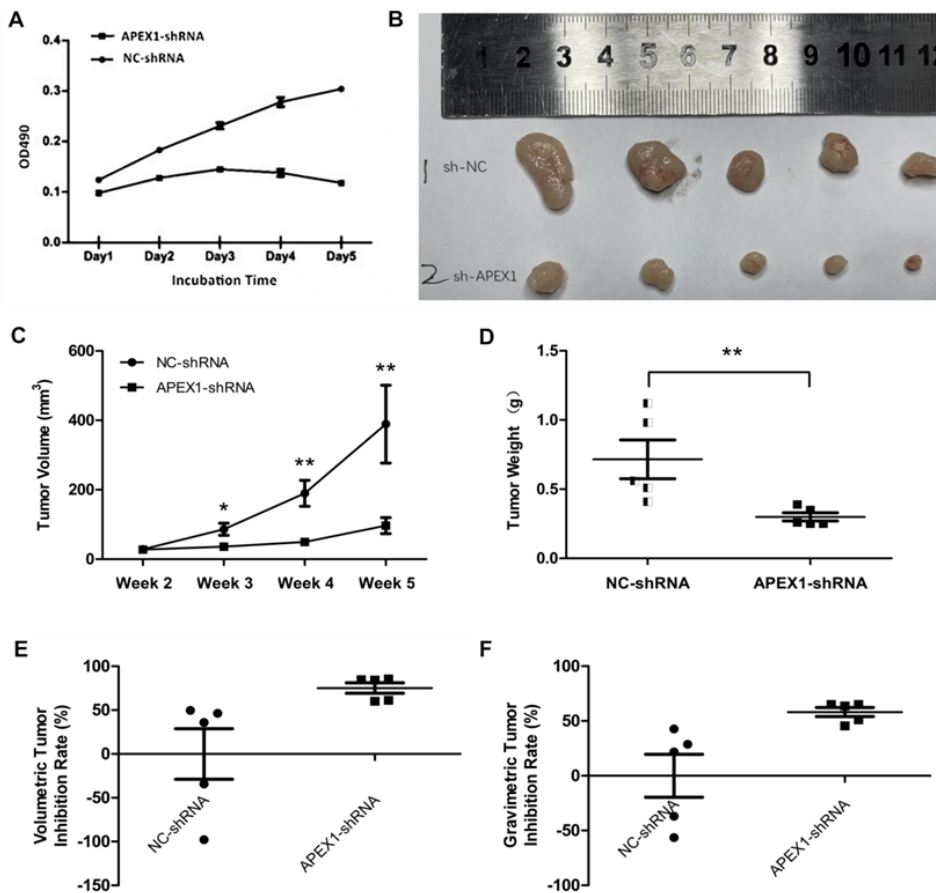 A
APEX1-shRNA
NC-shRNA
0.4
0.3
0.2
0.1
0.0
OD490
Day1 Day2 Day3 Day4 Day5
Incubation Time
B
1 2 3 4 5 6 7 8 9 10 11 12
1 sh-NC
2 sh-APEX1
C
NC-shRNA
APEX1-shRNA
600
400
200
0
Tumor Volume (mm³)
*
**
**
Week 2 Week 3 Week 4 Week 5
D
**
1.5
1.0
0.5
0.0
Tumor Weight (g)
NC-shRNA APEX1-shRNA
E
100
50
0
-50
-100
-150
Volumetric Tumor
Inhibition Rate (%)
NC-shRNA
APEX1-shRNA
F
100
50
0
-50
-100
Gravimetric Tumor
Inhibition Rate (%)
NC-shRNA
APEX1-shRNA